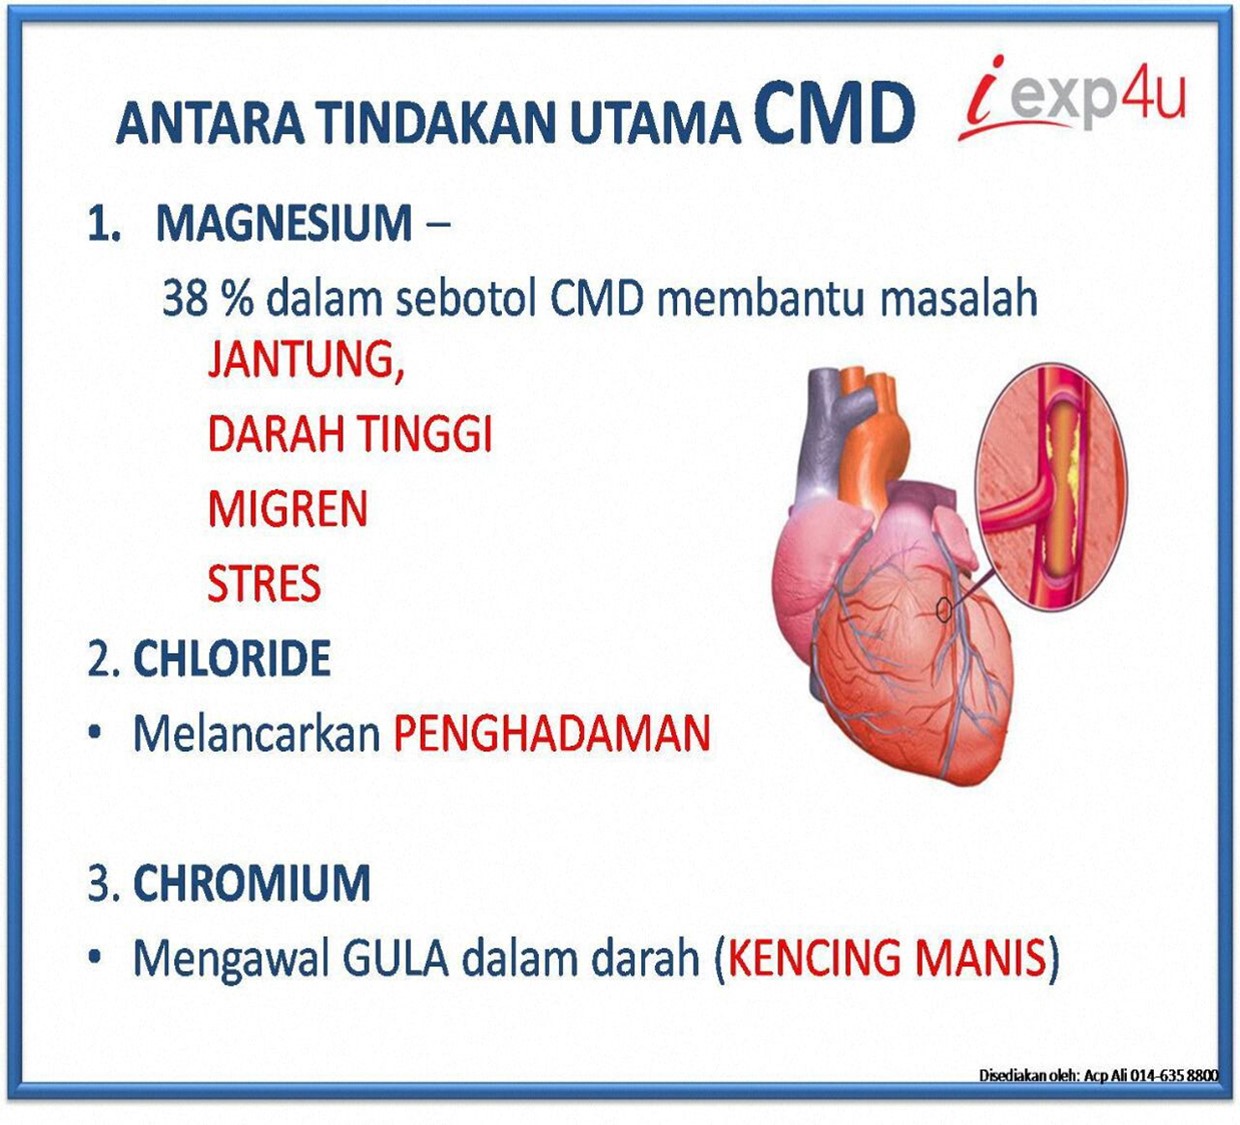 ANTARA TINDAKAN UTAMA CMD
i exp4u
1. MAGNESIUM –
38 % dalam sebotol CMD membantu masalah
JANTUNG,
DARAH TINGGI
MIGREN
STRES
2. CHLORIDE
• Melancarkan PENGHADAMAN
3. CHROMIUM
• Mengawal GULA dalam darah (KENCING MANIS)
Disediakan oleh: Acp Ali 014-635 8800